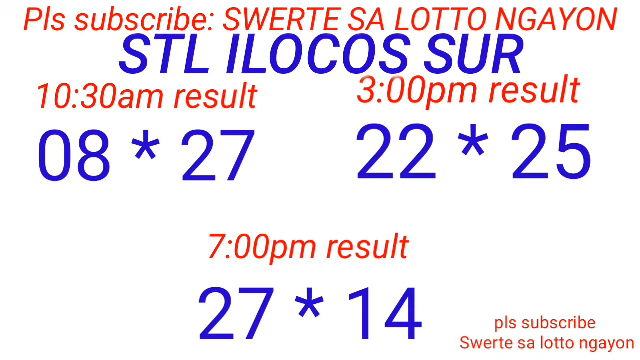 Pls subscribe: SWERTE SA LOTTO NGAYON
STL ILOCOS SUR
10:30am result
08 * 27
3:00pm result
22 * 25
7:00pm result
27 * 14
pls subscribe
Swerte sa lotto ngayon